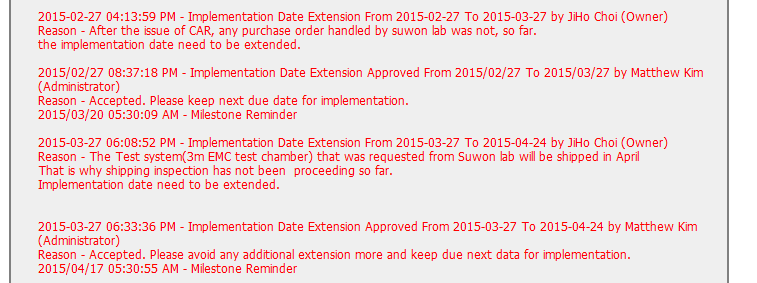 2015-02-27 04:13:59 PM - Implementation Date Extension From 2015-02-27 To 2015-03-27 by JiHo Choi (Owner)
Reason - After the issue of CAR, any purchase order handled by suwon lab was not, so far.
the implementation date need to be extended.
2015/02/27 08:37:18 PM - Implementation Date Extension Approved From 2015/02/27 To 2015/03/27 by Matthew Kim
(Administrator)
Reason - Accepted. Please keep next due date for implementation.
2015/03/20 05:30:09 AM - Milestone Reminder
2015-03-27 06:08:52 PM - Implementation Date Extension From 2015-03-27 To 2015-04-24 by JiHo Choi (Owner)
Reason - The Test system(3m EMC test chamber) that was requested from Suwon lab will be shipped in April
That is why shipping inspection has not been  proceeding so far.
Implementation date need to be extended.
2015-03-27 06:33:36 PM - Implementation Date Extension Approved From 2015-03-27 To 2015-04-24 by Matthew Kim
(Administrator)
Reason - Accepted. Please avoid any additional extension more and keep due next data for implementation.
2015/04/17 05:30:55 AM - Milestone Reminder